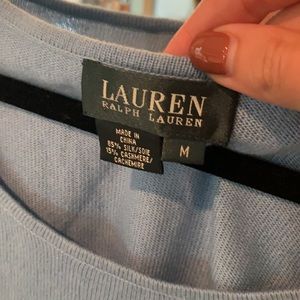 LAUREN
RALPH LAUREN
MADE IN
CHINA
85% SILK/SOIE
15% CASHMERE/
CACHEMIRE
M